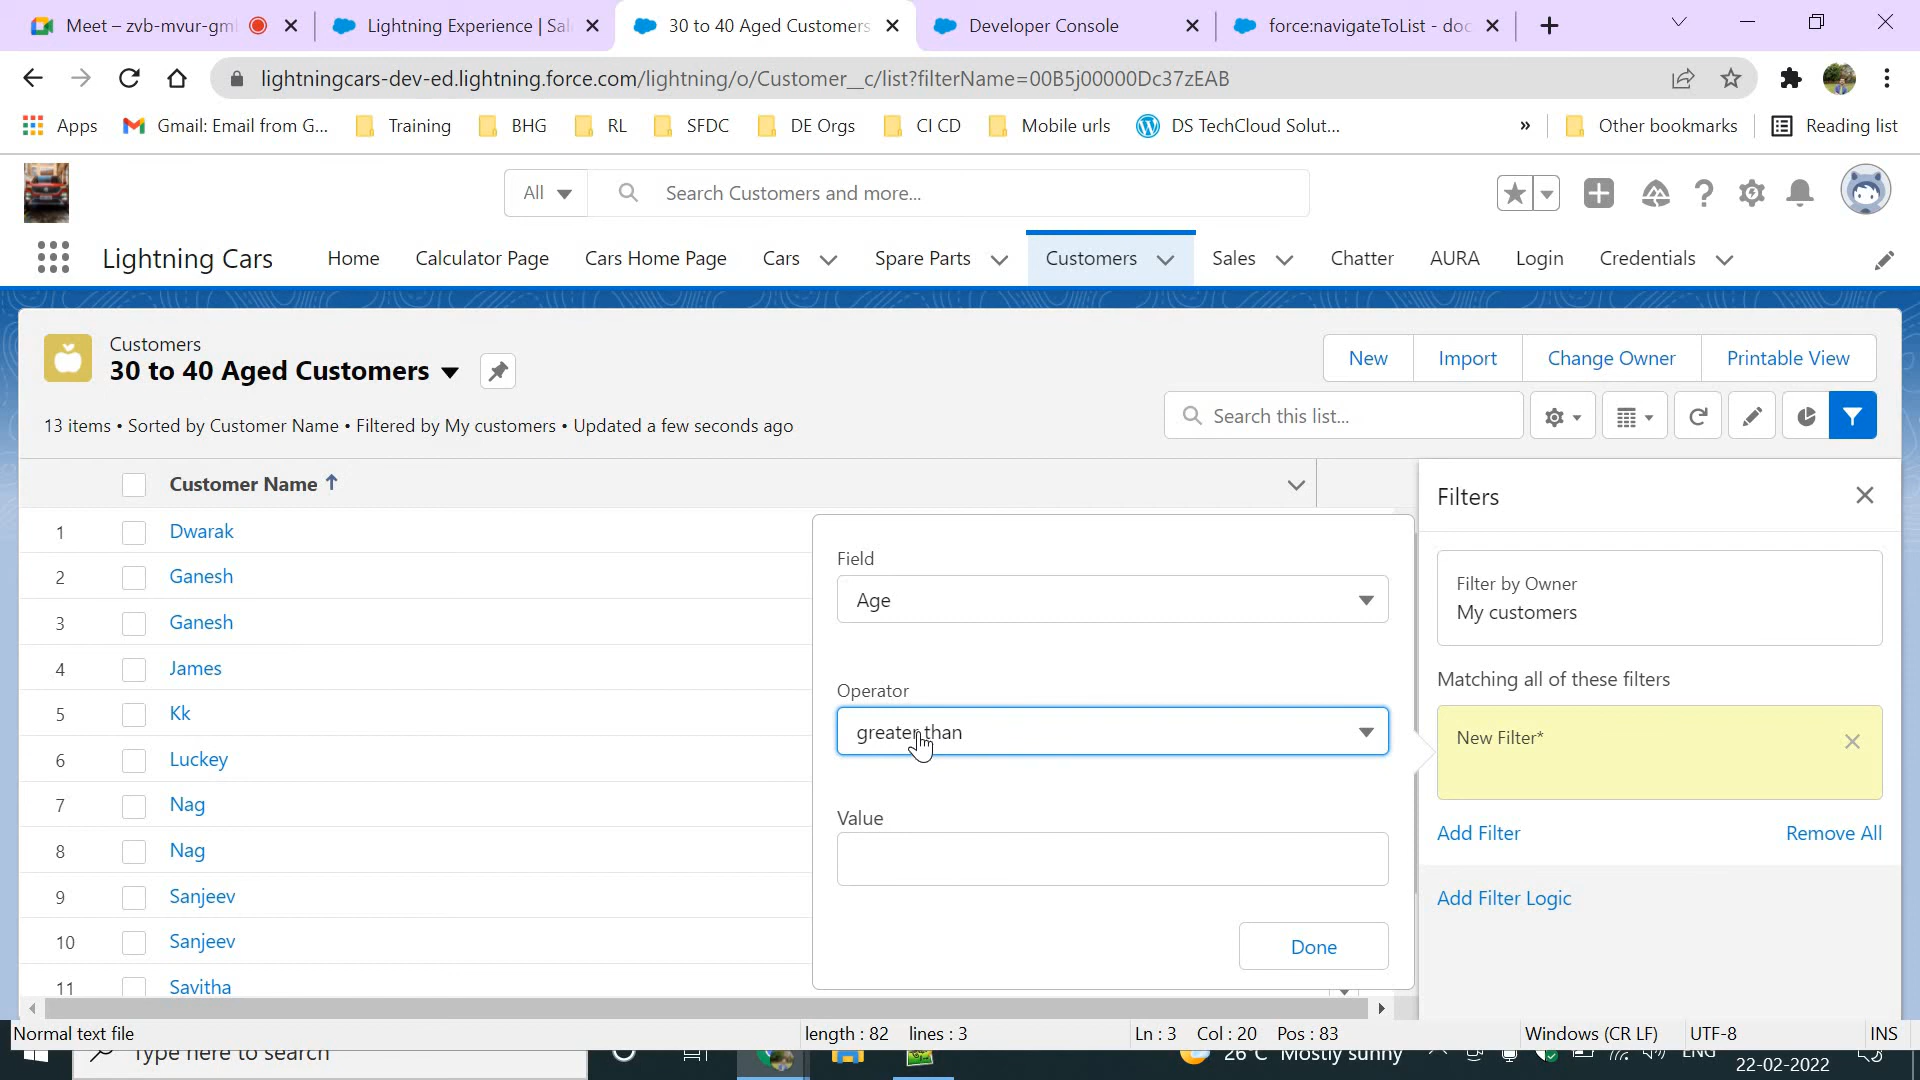 Meet – zvb-mvur-gml
Lightning Experience | Sal
30 to 40 Aged Customers
Developer Console
force:navigateToList - doc
lightningcars-dev-ed.lightning.force.com/lightning/o/Customer__c/list?filterName=00B5j00000Dc37zEAB
Apps
Gmail: Email from G...
Training
BHG
RL
SFDC
DE Orgs
CI CD
Mobile urls
DS TechCloud Solut...
»
Other bookmarks
Reading list
All
Search Customers and more...
Lightning Cars
Home
Calculator Page
Cars Home Page
Cars
Spare Parts
Customers
Sales
Chatter
AURA
Login
Credentials
Customers
30 to 40 Aged Customers
New
Import
Change Owner
Printable View
13 items • Sorted by Customer Name • Filtered by My customers • Updated a few seconds ago
Search this list...
Customer Name
1 Dwarak
2 Ganesh
3 Ganesh
4 James
5 Kk
6 Luckey
7 Nag
8 Nag
9 Sanjeev
10 Sanjeev
11 Savitha
Field
Age
Operator
greater than
Value
Done
Filters
Filter by Owner
My customers
Matching all of these filters
New Filter*
Add Filter
Remove All
Add Filter Logic
Normal text file
length : 82 lines : 3
Ln : 3 Col : 20 Pos : 83
Windows (CR LF)
UTF-8
INS
Type here to search
26°C Mostly sunny
ENG
22-02-2022